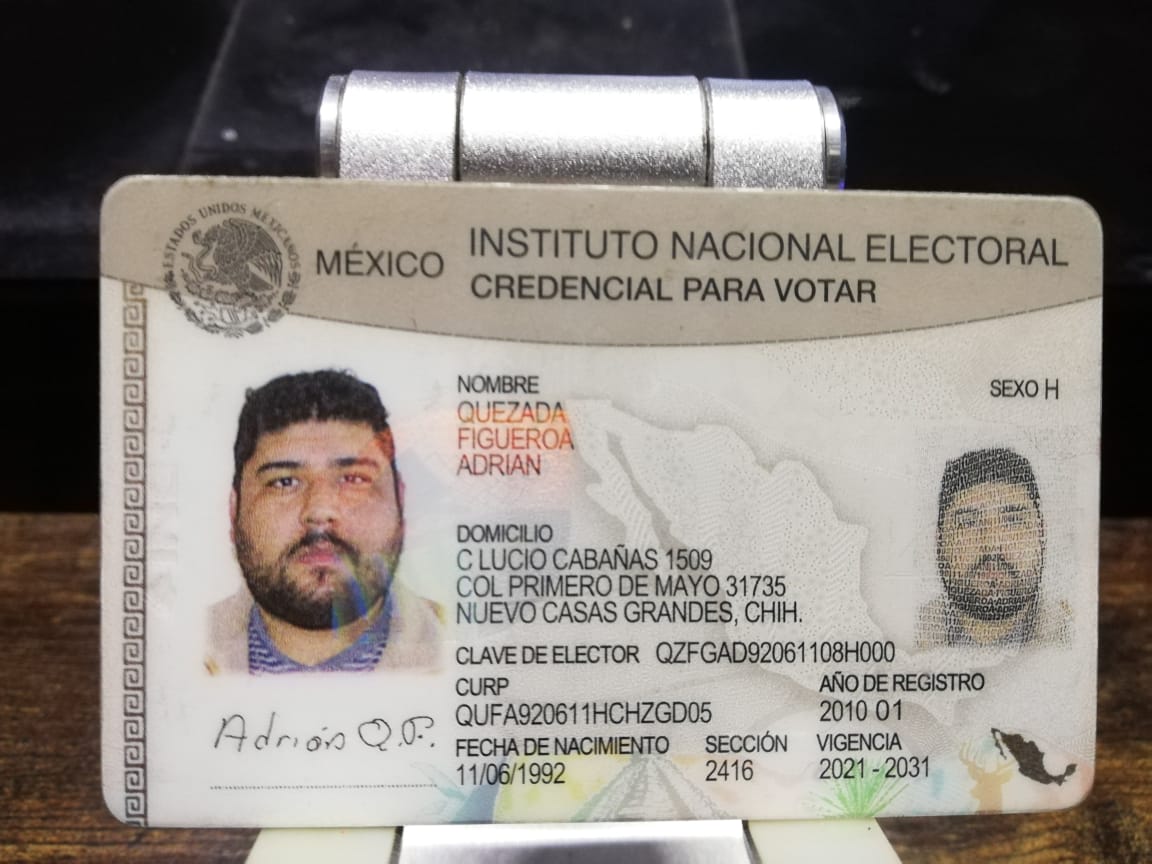 ESTADOS UNIDOS MEXICANOS
MÉXICO
INSTITUTO NACIONAL ELECTORAL
CREDENCIAL PARA VOTAR
NOMBRE
QUEZADA
FIGUEROA
ADRIAN
SEXO H
DOMICILIO
C LUCIO CABAÑAS 1509
COL PRIMERO DE MAYO 31735
NUEVO CASAS GRANDES, CHIH.
CLAVE DE ELECTOR QZFGAD92061108H000
CURP
QUFA920611HCHZGD05
AÑO DE REGISTRO
2010 01
FECHA DE NACIMIENTO
11/06/1992
SECCIÓN
2416
VIGENCIA
2021 - 2031
Adrián Q.F.